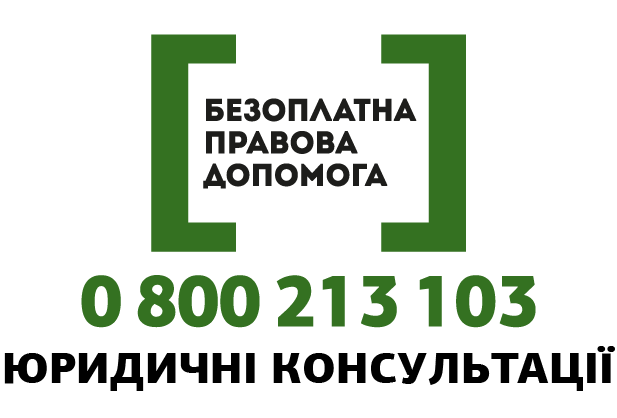 БЕЗОПЛАТНА
ПРАВОВА
ДОПОМОГА
0 800 213 103
ЮРИДИЧНІ КОНСУЛЬТАЦІЇ